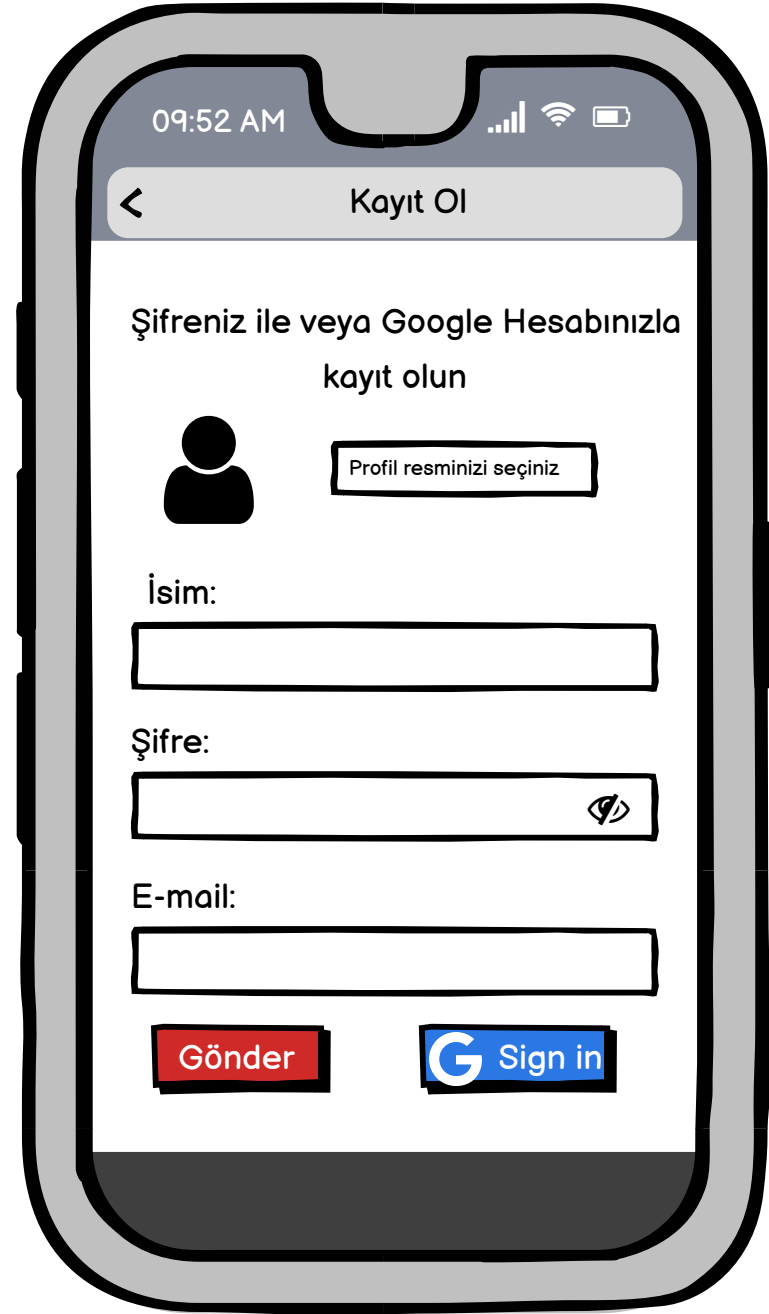 09:52 AM
Kayıt Ol
Şifreniz ile veya Google Hesabınızla
kayıt olun
Profil resminizi seçiniz
İsim:
Şifre:
E-mail:
Gönder
G Sign in